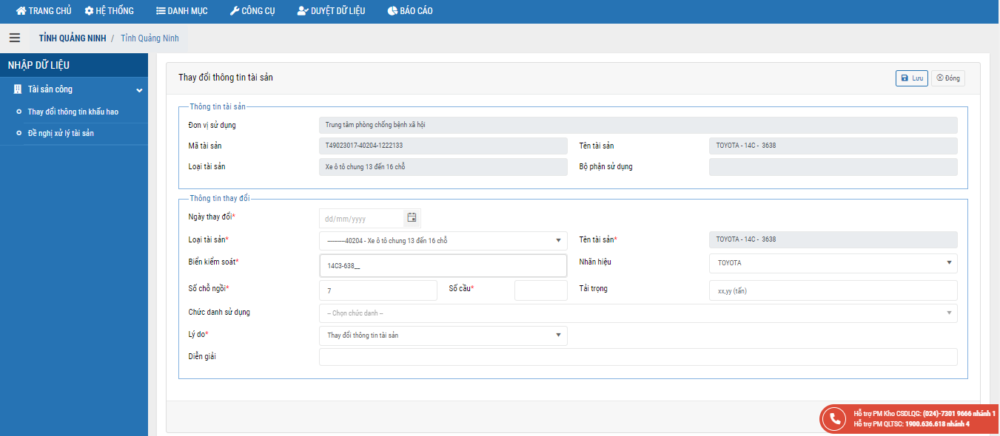 TRANG CHỦ HỆ THỐNG DANH MỤC CÔNG CỤ DUYỆT DỮ LIỆU BÁO CÁO
TỈNH QUẢNG NINH / Tỉnh Quảng Ninh
NHẬP DỮ LIỆU
Tài sản công
Thay đổi thông tin khấu hao
Đề nghị xử lý tài sản
Thay đổi thông tin tài sản Lưu Đóng
Thông tin tài sản
Đơn vị sử dụng Trung tâm phòng chống bệnh xã hội
Mã tài sản T49023017-40204-1222133 Tên tài sản TOYOTA - 14C - 3638
Loại tài sản Xe ô tô chung 13 đến 16 chỗ Bộ phận sử dụng
Thông tin thay đổi
Ngày thay đổi* dd/mm/yyyy
Loại tài sản* ---------40204 - Xe ô tô chung 13 đến 16 chỗ Tên tài sản* TOYOTA - 14C - 3638
Biển kiểm soát* 14C3-638__ Nhãn hiệu TOYOTA
Số chỗ ngồi* 7 Số cầu* Tải trọng xx,yy (tấn)
Chức danh sử dụng -- Chọn chức danh --
Lý do* Thay đổi thông tin tài sản
Diễn giải
Hỗ trợ PM Kho CSDLQG: (024)-7301 9666 nhánh 1
Hỗ trợ PM QLTSC: 1900.636.618 nhánh 4